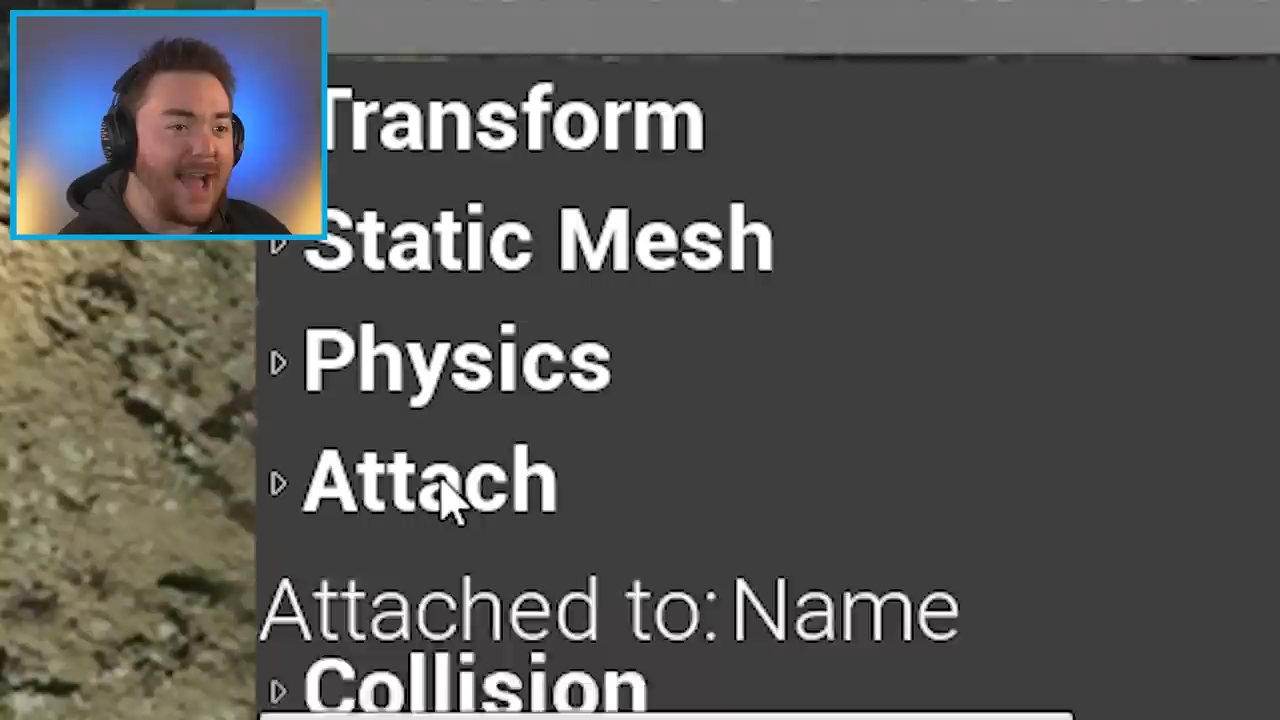 Transform
Static Mesh
Physics
Attach
Attached to: Name
Collision